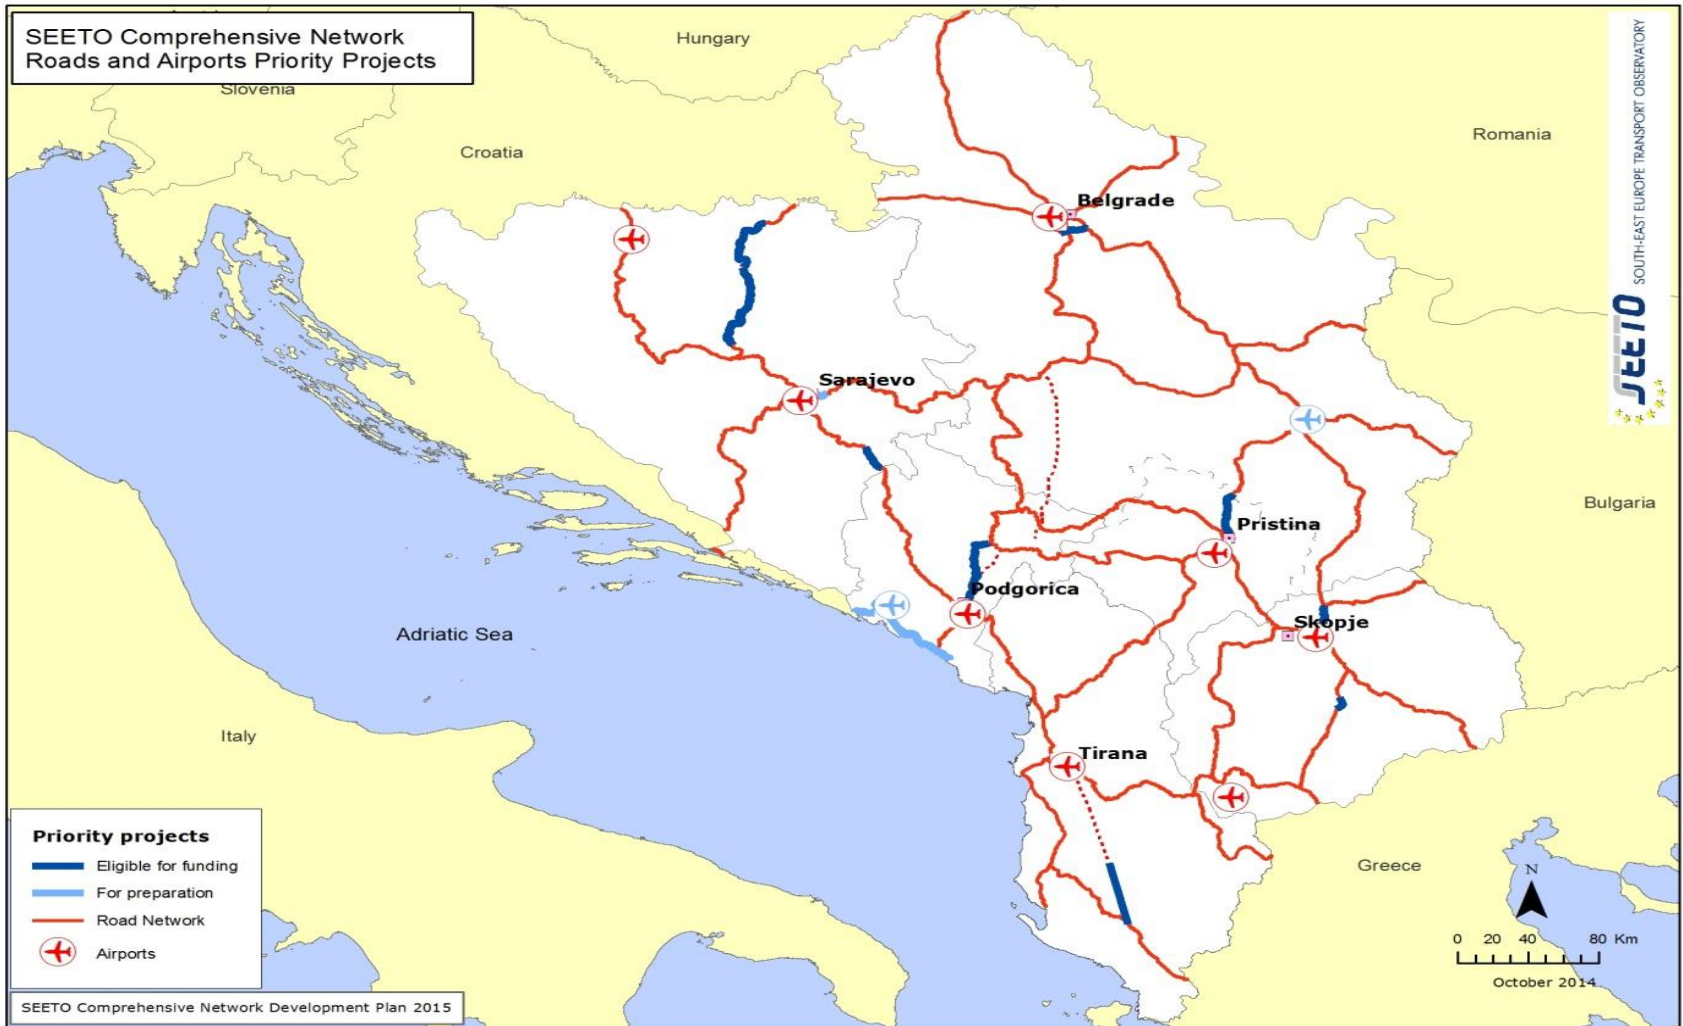 SEETO Comprehensive Network
Roads and Airports Priority Projects
Hungary
Slovenia
Croatia
Romania
Belgrade
Sarajevo
Bulgaria
Pristina
Podgorica
Skopje
Adriatic Sea
Italy
Tirana
Greece
SEETO SOUTH-EAST EUROPE TRANSPORT OBSERVATORY
Priority projects
Eligible for funding
For preparation
Road Network
Airports
N
0 20 40 80 Km
October 2014
SEETO Comprehensive Network Development Plan 2015